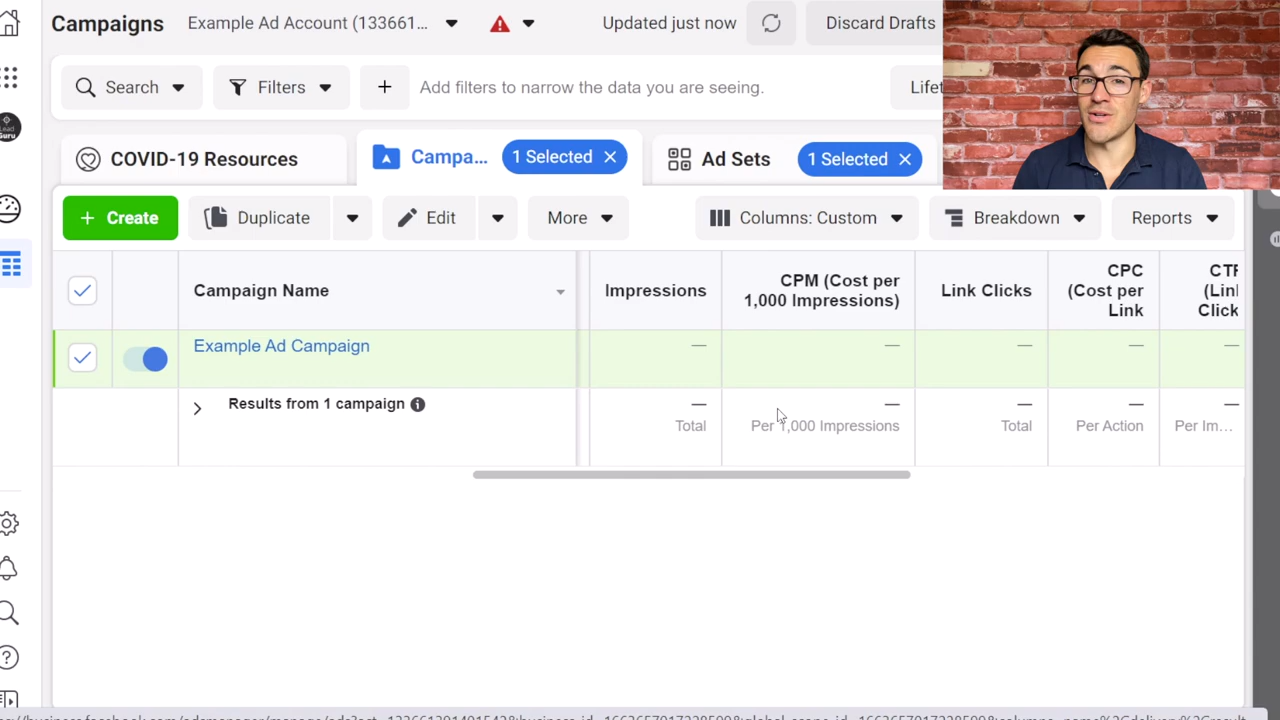 Campaigns
Example Ad Account (133661...
Updated just now
Discard Drafts
Search
Filters
+
Add filters to narrow the data you are seeing.
Lifet
Lead
Guru
COVID-19 Resources
Campa...
1 Selected ×
Ad Sets
1 Selected ×
+ Create
Duplicate
Edit
More
Columns: Custom
Breakdown
Reports
Campaign Name
Impressions
CPM (Cost per
1,000 Impressions)
Link Clicks
CPC
(Cost per
Link
CTR
(Link
Click
Example Ad Campaign
—
—
—
—
—
Results from 1 campaign
—
—
—
—
—
Total
Per 1,000 Impressions
Total
Per Action
Per Im...